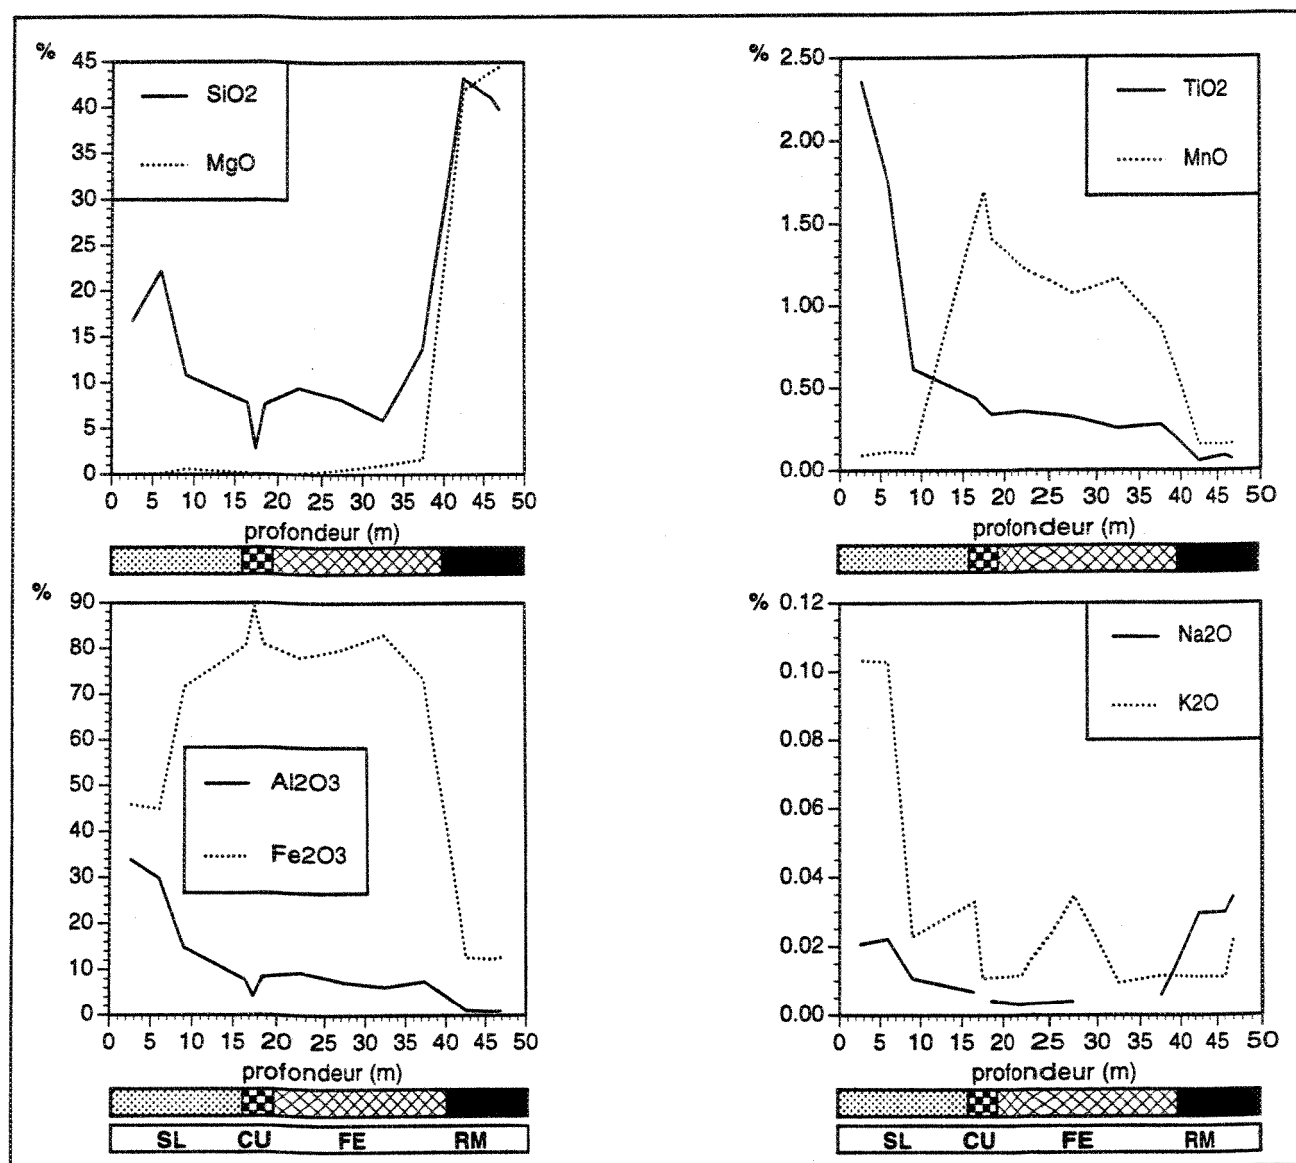 %
45
40
35
30
25
20
15
10
5
0
SiO2
MgO
0 5 10 15 20 25 30 35 40 45 50
profondeur (m)
%
2.50
2.00
1.50
1.00
0.50
0.00
TiO2
MnO
0 5 10 15 20 25 30 35 40 45 50
profondeur (m)
%
90
80
70
60
50
40
30
20
10
0
Al2O3
Fe2O3
0 5 10 15 20 25 30 35 40 45 50
profondeur (m)
SL CU FE RM
%
0.12
0.10
0.08
0.06
0.04
0.02
0.00
Na2O
K2O
0 5 10 15 20 25 30 35 40 45 50
profondeur (m)
SL CU FE RM